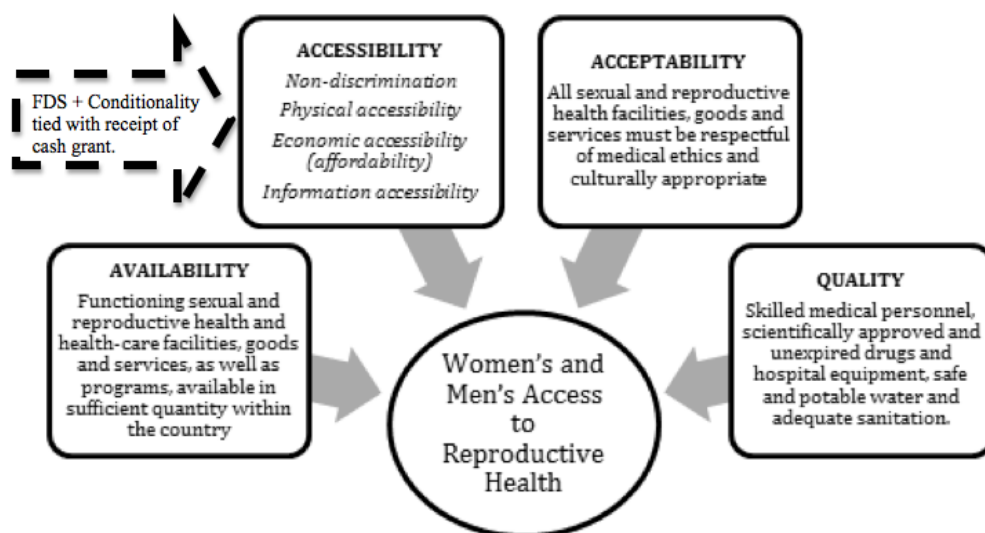 FDS + Conditionality
tied with receipt of
cash grant.
ACCESSIBILITY
Non-discrimination
Physical accessibility
Economic accessibility
(affordability)
Information accessibility
ACCEPTABILITY
All sexual and reproductive
health facilities, goods and
services must be respectful
of medical ethics and
culturally appropriate
AVAILABILITY
Functioning sexual and
reproductive health and
health-care facilities, goods
and services, as well as
programs, available in
sufficient quantity within
the country
QUALITY
Skilled medical personnel,
scientifically approved and
unexpired drugs and
hospital equipment, safe
and potable water and
adequate sanitation.
Women's and
Men's Access
to
Reproductive
Health